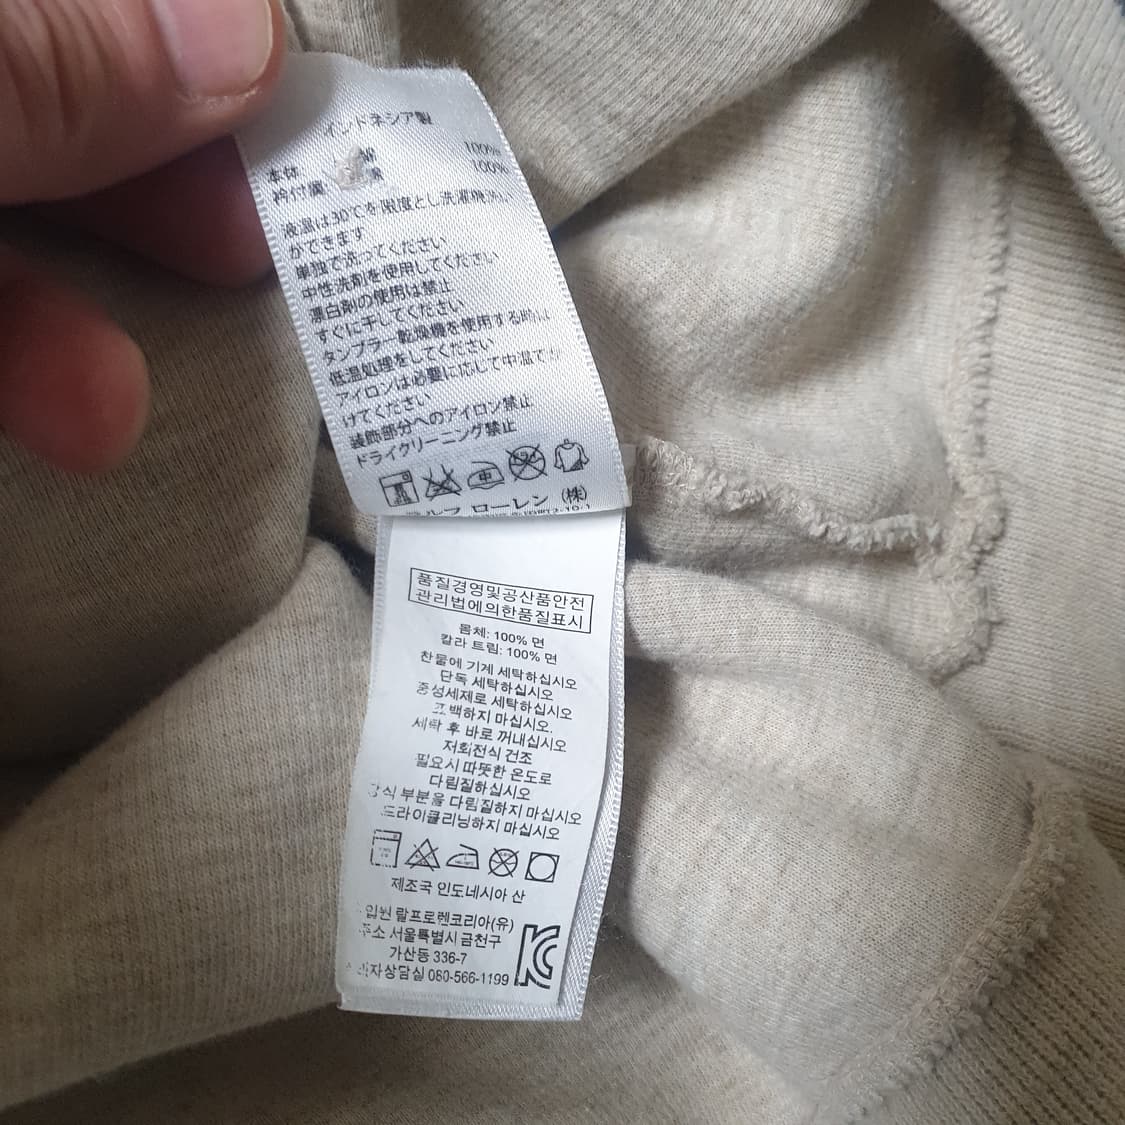 インドネシア製
本体 綿 100%
衿付属 100%
液温は30℃を限度とし洗濯機洗い
ができます
単独で洗ってください
中性洗剤を使用してください
漂白剤の使用は禁止
すぐに干してください
タンブラー乾燥機を使用する時は
低温処理をしてください
アイロンは必要に応じて中温で
けてください
装飾部分へのアイロン禁止
ドライクリーニング禁止
中
ローレン (株)
품질경영및공산품안전
관리법에의한품질표시
몸체: 100% 면
칼라 트림: 100% 면
찬물에 기계 세탁하십시오
단독 세탁하십시오
중성세제로 세탁하십시오
표백하지 마십시오.
세탁 후 바로 꺼내십시오
저회전식 건조
필요시 따뜻한 온도로
다림질하십시오
식 부분을 다림질하지 마십시오
드라이클리닝하지 마십시오
제조국 인도네시아 산
입원 랄프로렌코리아(유)
주소 서울특별시 금천구
가산동 336-7
자상담실 080-566-1199